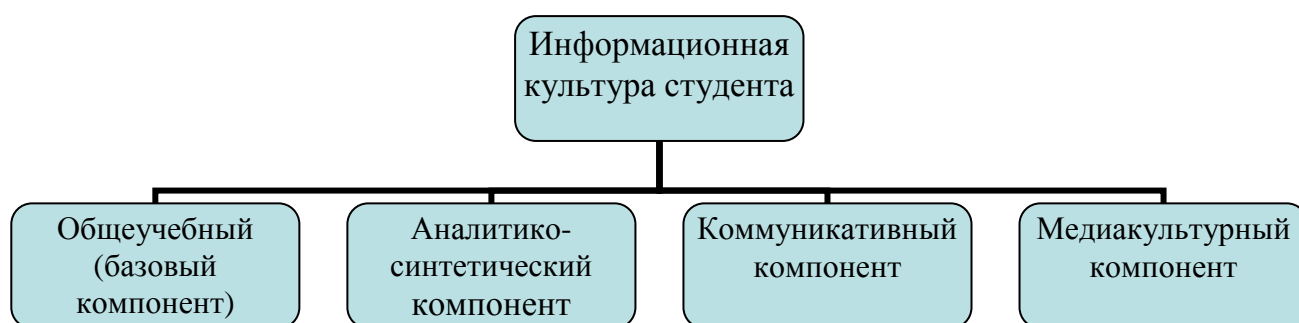 Информационная
культура студента
Общеучебный
(базовый
компонент)
Аналитико-
синтетический
компонент
Коммуникативный
компонент
Медиакультурный
компонент